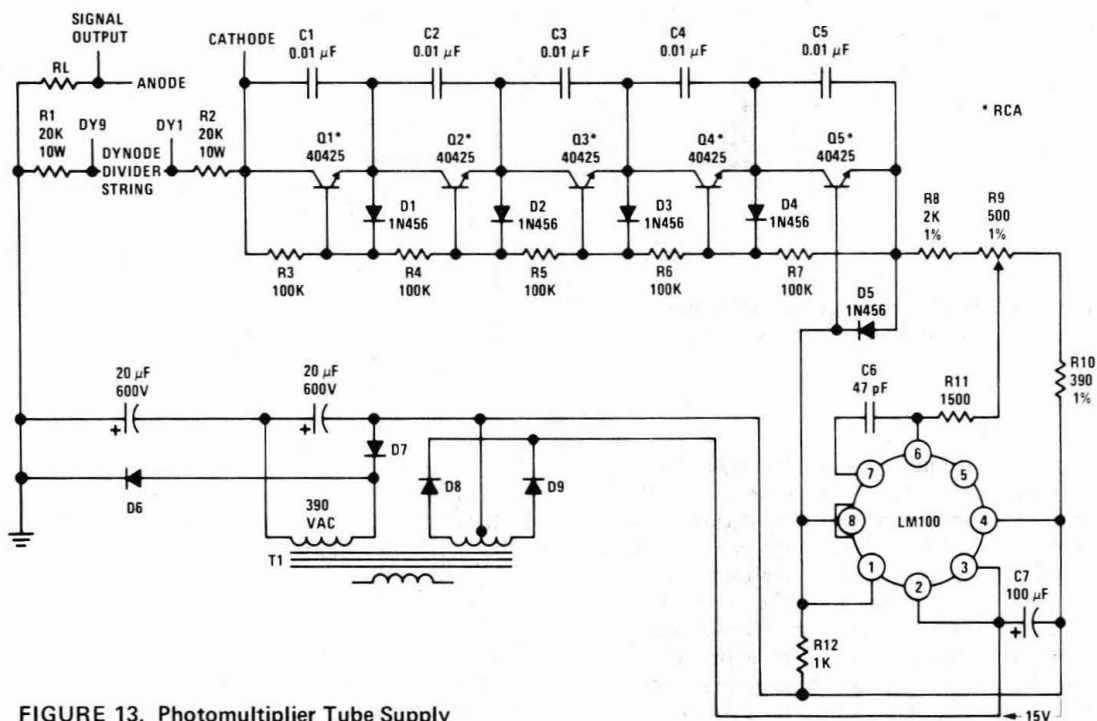 SIGNAL
OUTPUT
RL
ANODE
CATHODE
C1
0.01 µF
C2
0.01 µF
C3
0.01 µF
C4
0.01 µF
C5
0.01 µF
* RCA
R1
20K
10W
DY9
DYNODE
DIVIDER
STRING
DY1
R2
20K
10W
Q1*
40425
Q2*
40425
Q3*
40425
Q4*
40425
Q5*
40425
D1
1N456
D2
1N456
D3
1N456
D4
1N456
R8
2K
1%
R9
500
1%
R3
100K
R4
100K
R5
100K
R6
100K
R7
100K
D5
1N456
R10
390
1%
20 µF
600V
+
20 µF
600V
+
C6
47 pF
R11
1500
D6
D7
D8
D9
390
VAC
T1
7
6
5
8
LM100
4
1
2
3
C7
100 µF
+
R12
1K
15V
FIGURE 13. Photomultiplier Tube Supply